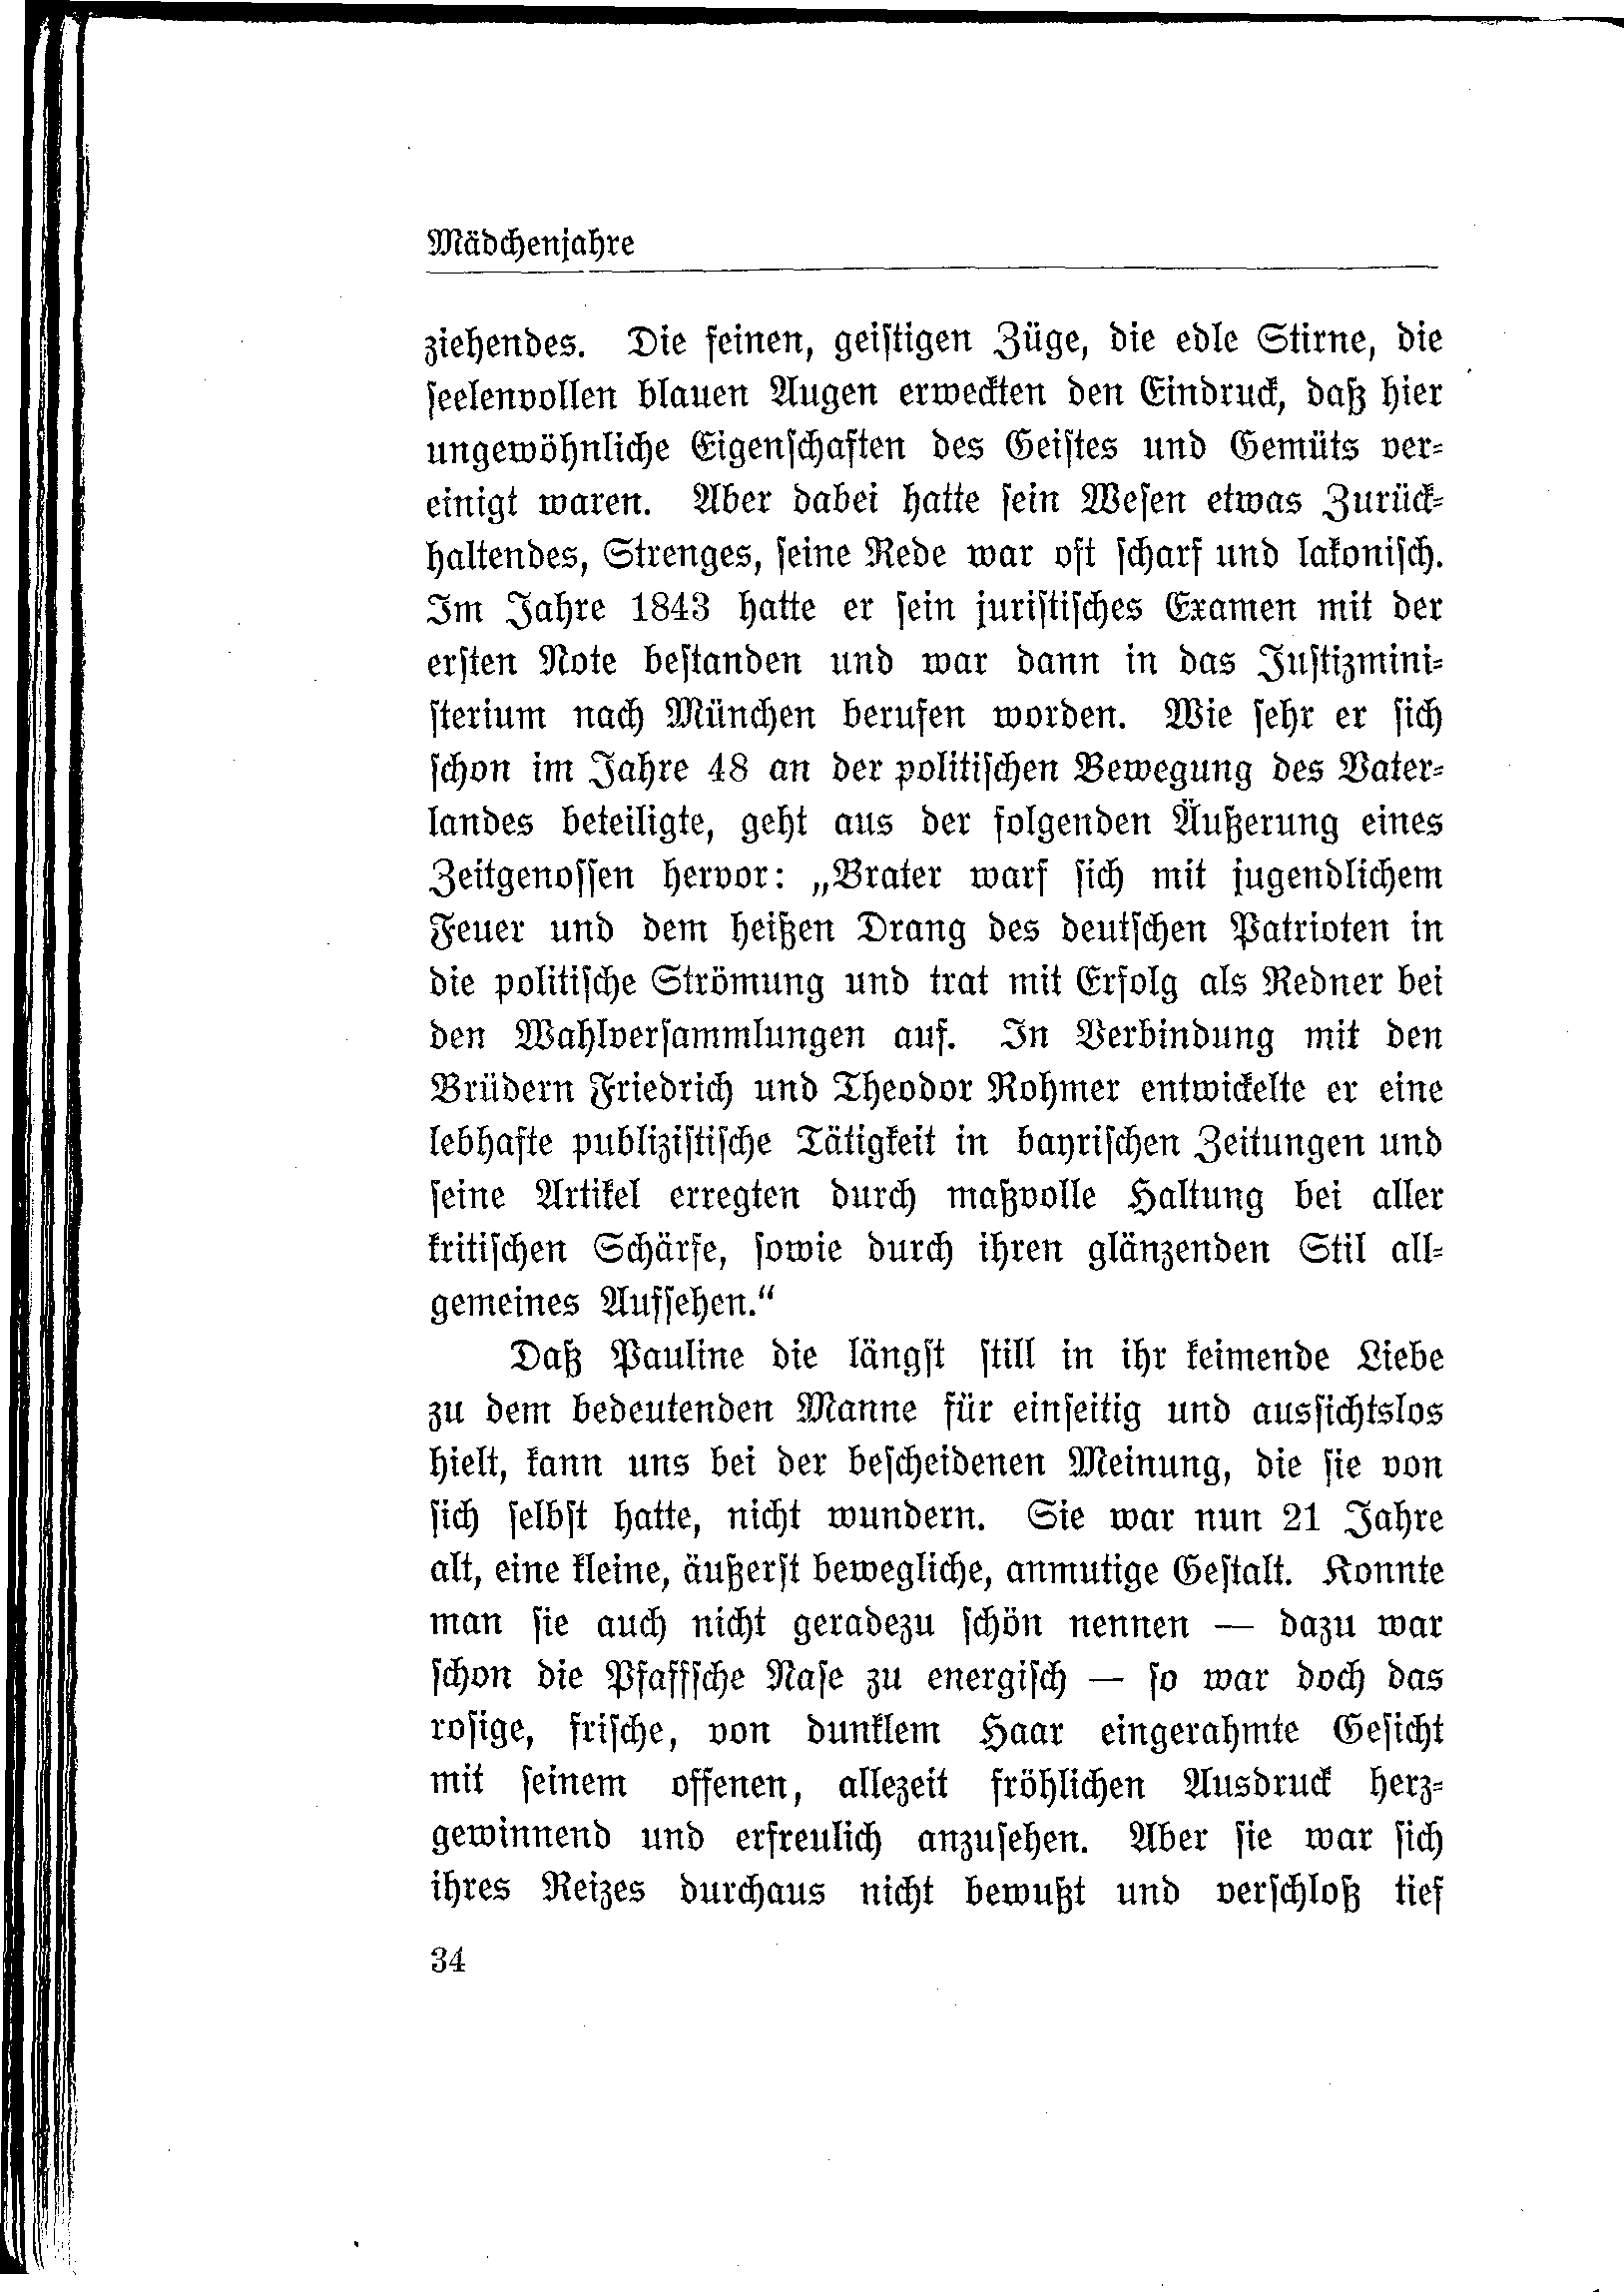 Mädchenjahre
ziehendes. Die feinen, geistigen Züge, die edle Stirne, die
seelenvollen blauen Augen erweckten den Eindruck, daß hier
ungewöhnliche Eigenschaften des Geistes und Gemüts ver-
einigt waren. Aber dabei hatte sein Wesen etwas Zurück-
haltendes, Strenges, seine Rede war oft scharf und lakonisch.
Im Jahre 1843 hatte er sein juristisches Examen mit der
ersten Note bestanden und war dann in das Justizmini-
sterium nach München berufen worden. Wie sehr er sich
schon im Jahre 48 an der politischen Bewegung des Vater-
landes beteiligte, geht aus der folgenden Äußerung eines
Zeitgenossen hervor: „Brater warf sich mit jugendlichem
Feuer und dem heißen Drang des deutschen Patrioten in
die politische Strömung und trat mit Erfolg als Redner bei
den Wahlversammlungen auf. In Verbindung mit den
Brüdern Friedrich und Theodor Rohmer entwickelte er eine
lebhafte publizistische Tätigkeit in bayrischen Zeitungen und
seine Artikel erregten durch maßvolle Haltung bei aller
kritischen Schärfe, sowie durch ihren glänzenden Stil all-
gemeines Aufsehen.“
Daß Pauline die längst still in ihr keimende Liebe
zu dem bedeutenden Manne für einseitig und aussichtslos
hielt, kann uns bei der bescheidenen Meinung, die sie von
sich selbst hatte, nicht wundern. Sie war nun 21 Jahre
alt, eine kleine, äußerst bewegliche, anmutige Gestalt. Konnte
man sie auch nicht geradezu schön nennen — dazu war
schon die Pfaffsche Nase zu energisch — so war doch das
rosige, frische, von dunklem Haar eingerahmte Gesicht
mit seinem offenen, allezeit fröhlichen Ausdruck herz-
gewinnend und erfreulich anzusehen. Aber sie war sich
ihres Reizes durchaus nicht bewußt und verschloß tief
34